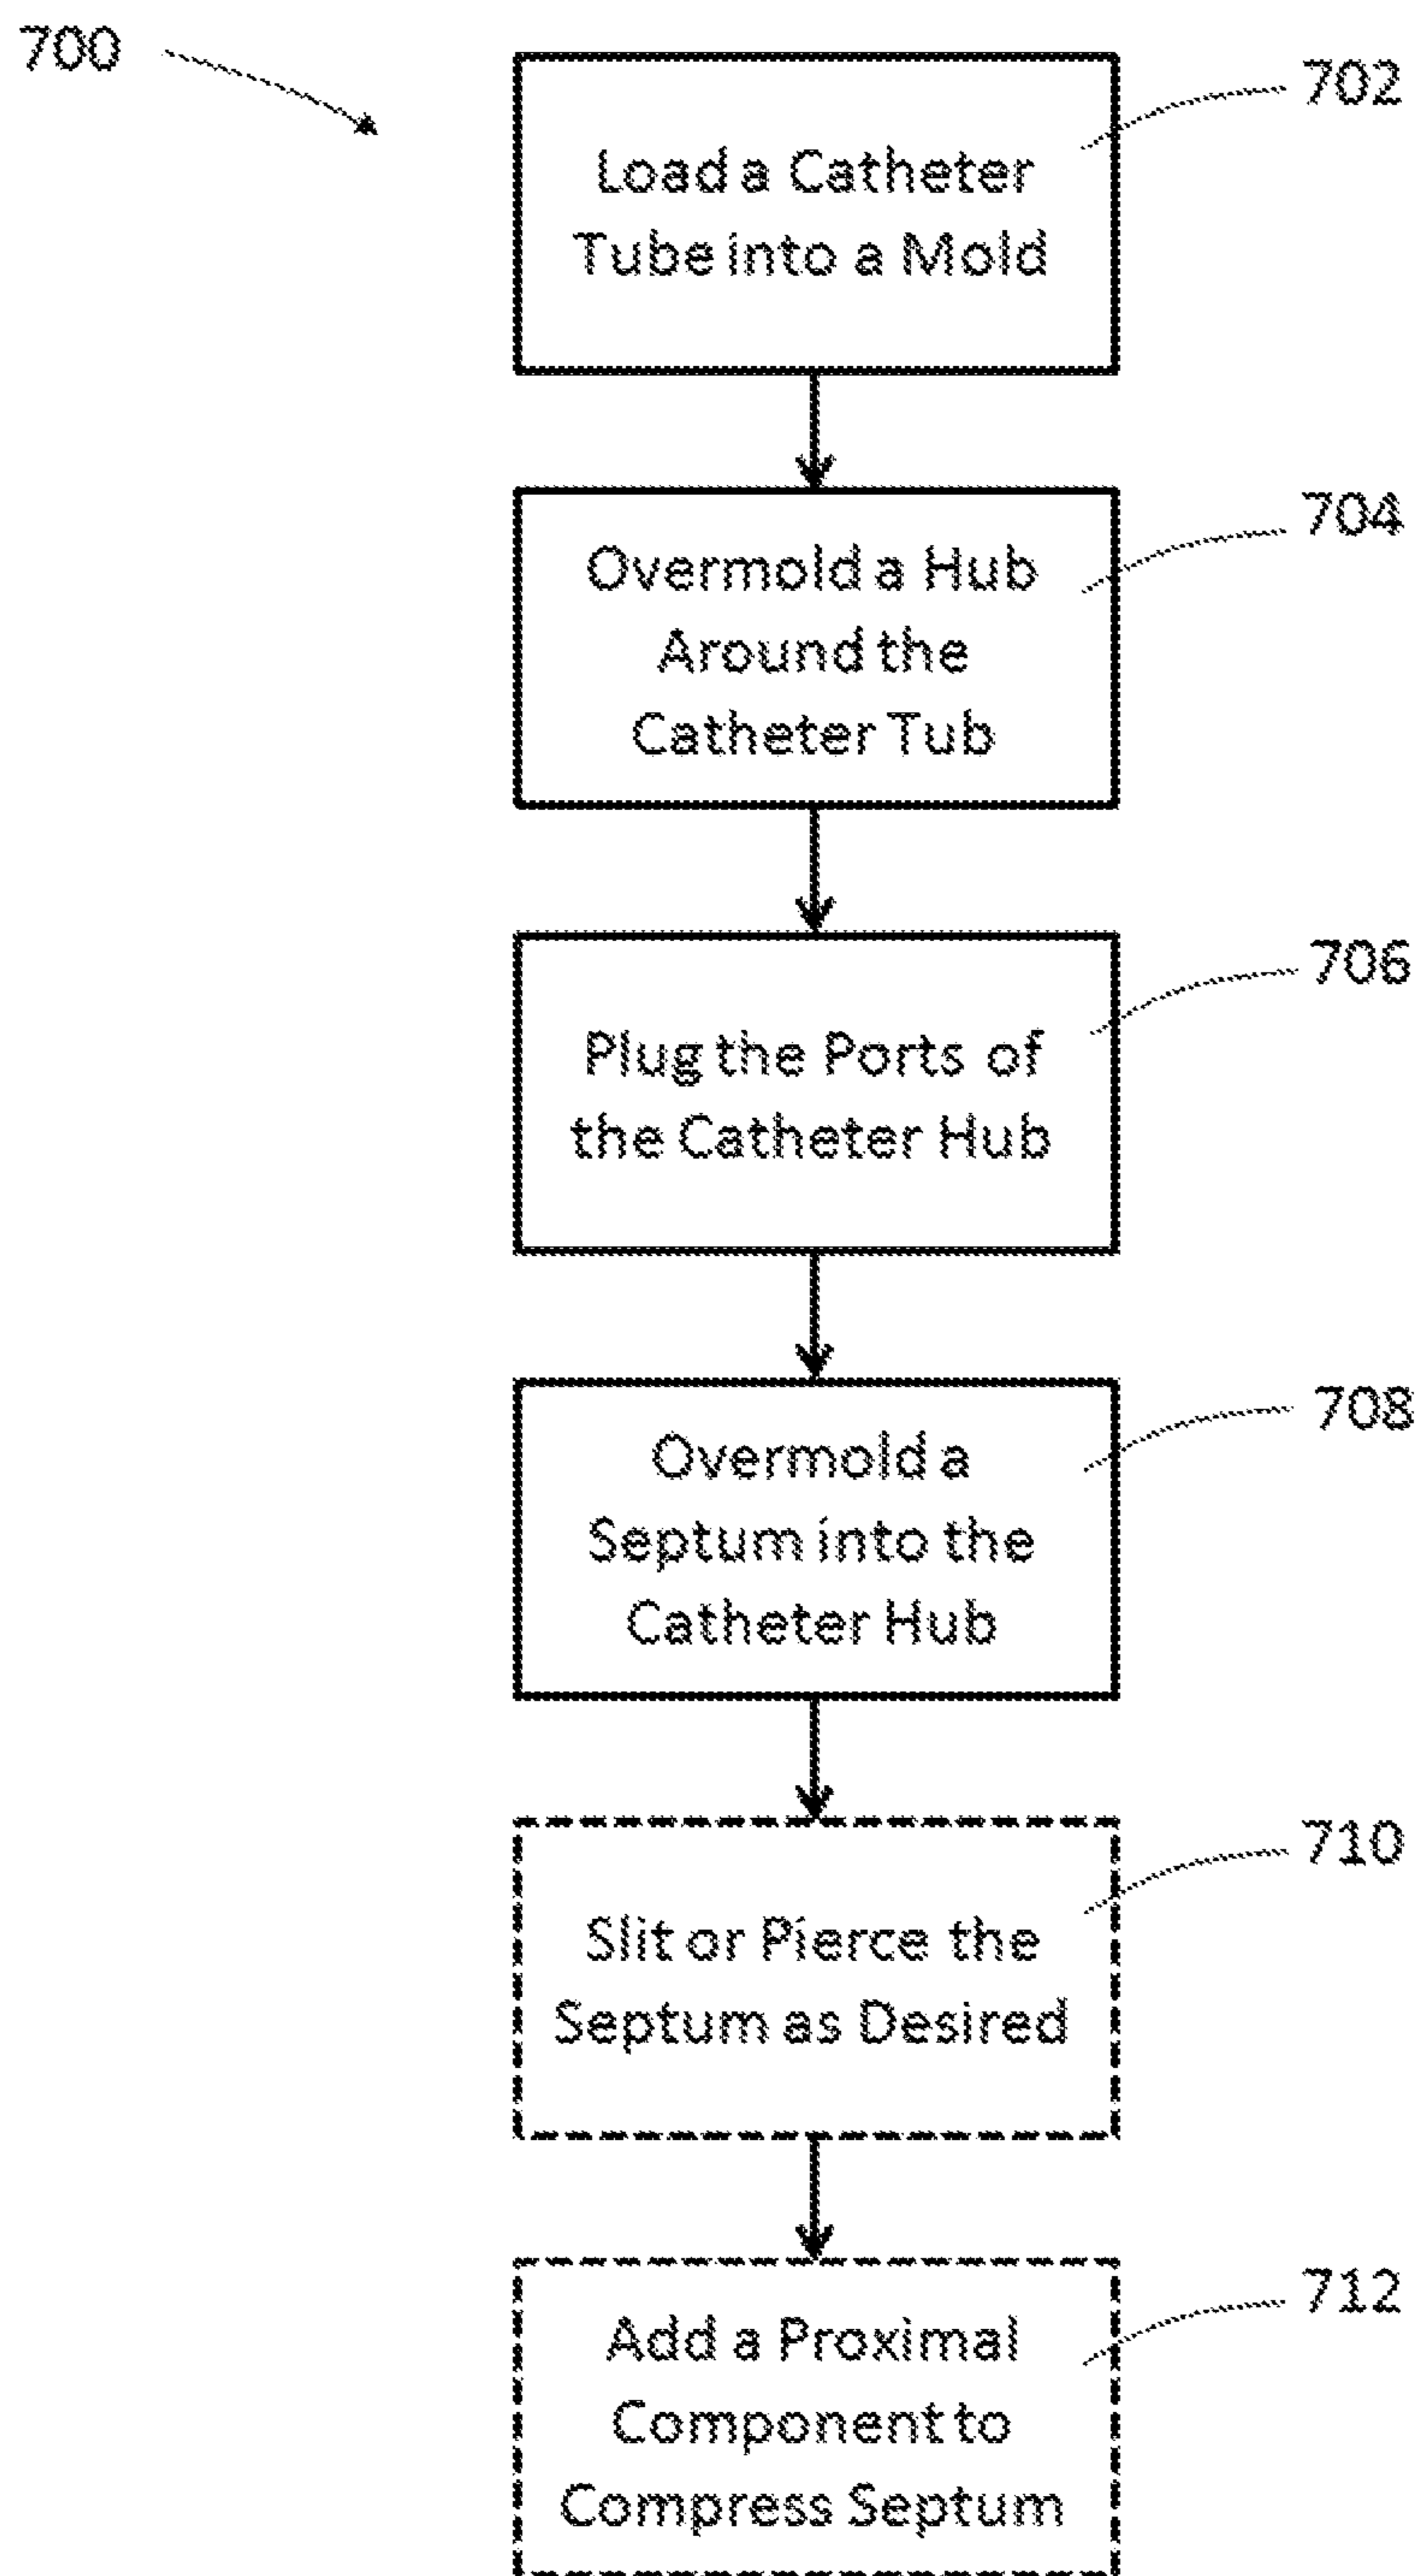 700
702
Load a Catheter
Tube into a Mold
704
Overmold a Hub
Around the
Catheter Tub
706
Plug the Ports of
the Catheter Hub
708
Overmold a
Septum into the
Catheter Hub
710
Slit or Pierce the
Septum as Desired
712
Add a Proximal
Component to
Compress Septum